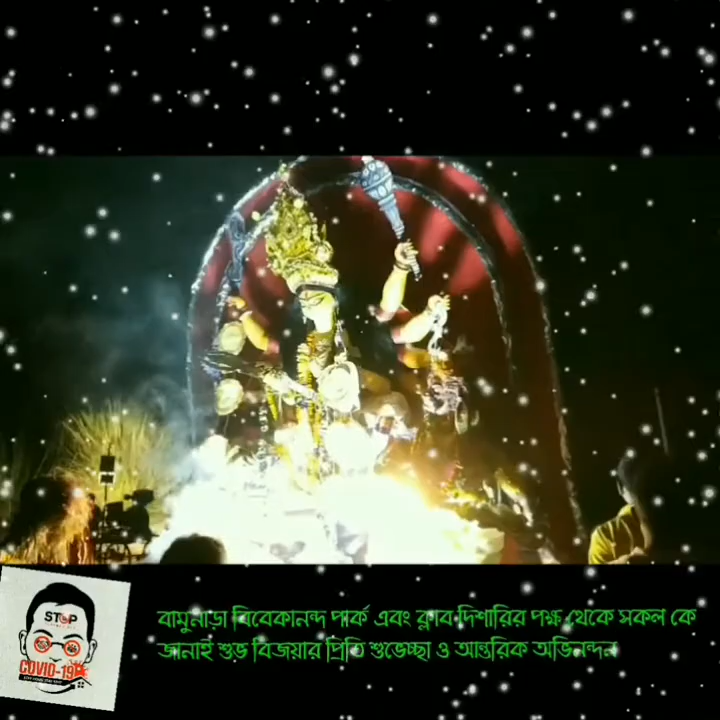 STOP
COVID-19
বামুনাড়া বিবেকানন্দ পার্ক এবং ক্লাব দিশারির পক্ষ থেকে সকল কে
জানাই শুভ বিজয়ার প্রিতি শুভেচ্ছা ও আন্তরিক অভিনন্দন